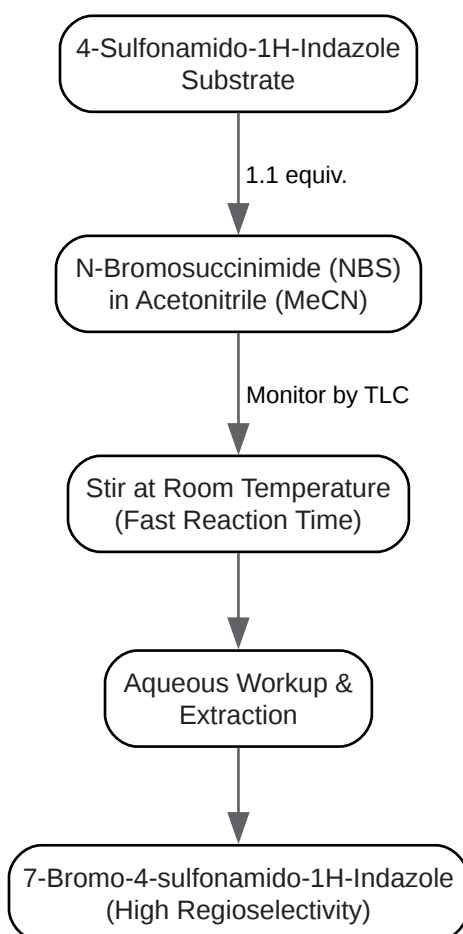 4-Sulfonamido-1H-Indazole
Substrate
1.1 equiv.
N-Bromosuccinimide (NBS)
in Acetonitrile (MeCN)
Monitor by TLC
Stir at Room Temperature
(Fast Reaction Time)
Aqueous Workup &
Extraction
7-Bromo-4-sulfonamido-1H-Indazole
(High Regioselectivity)